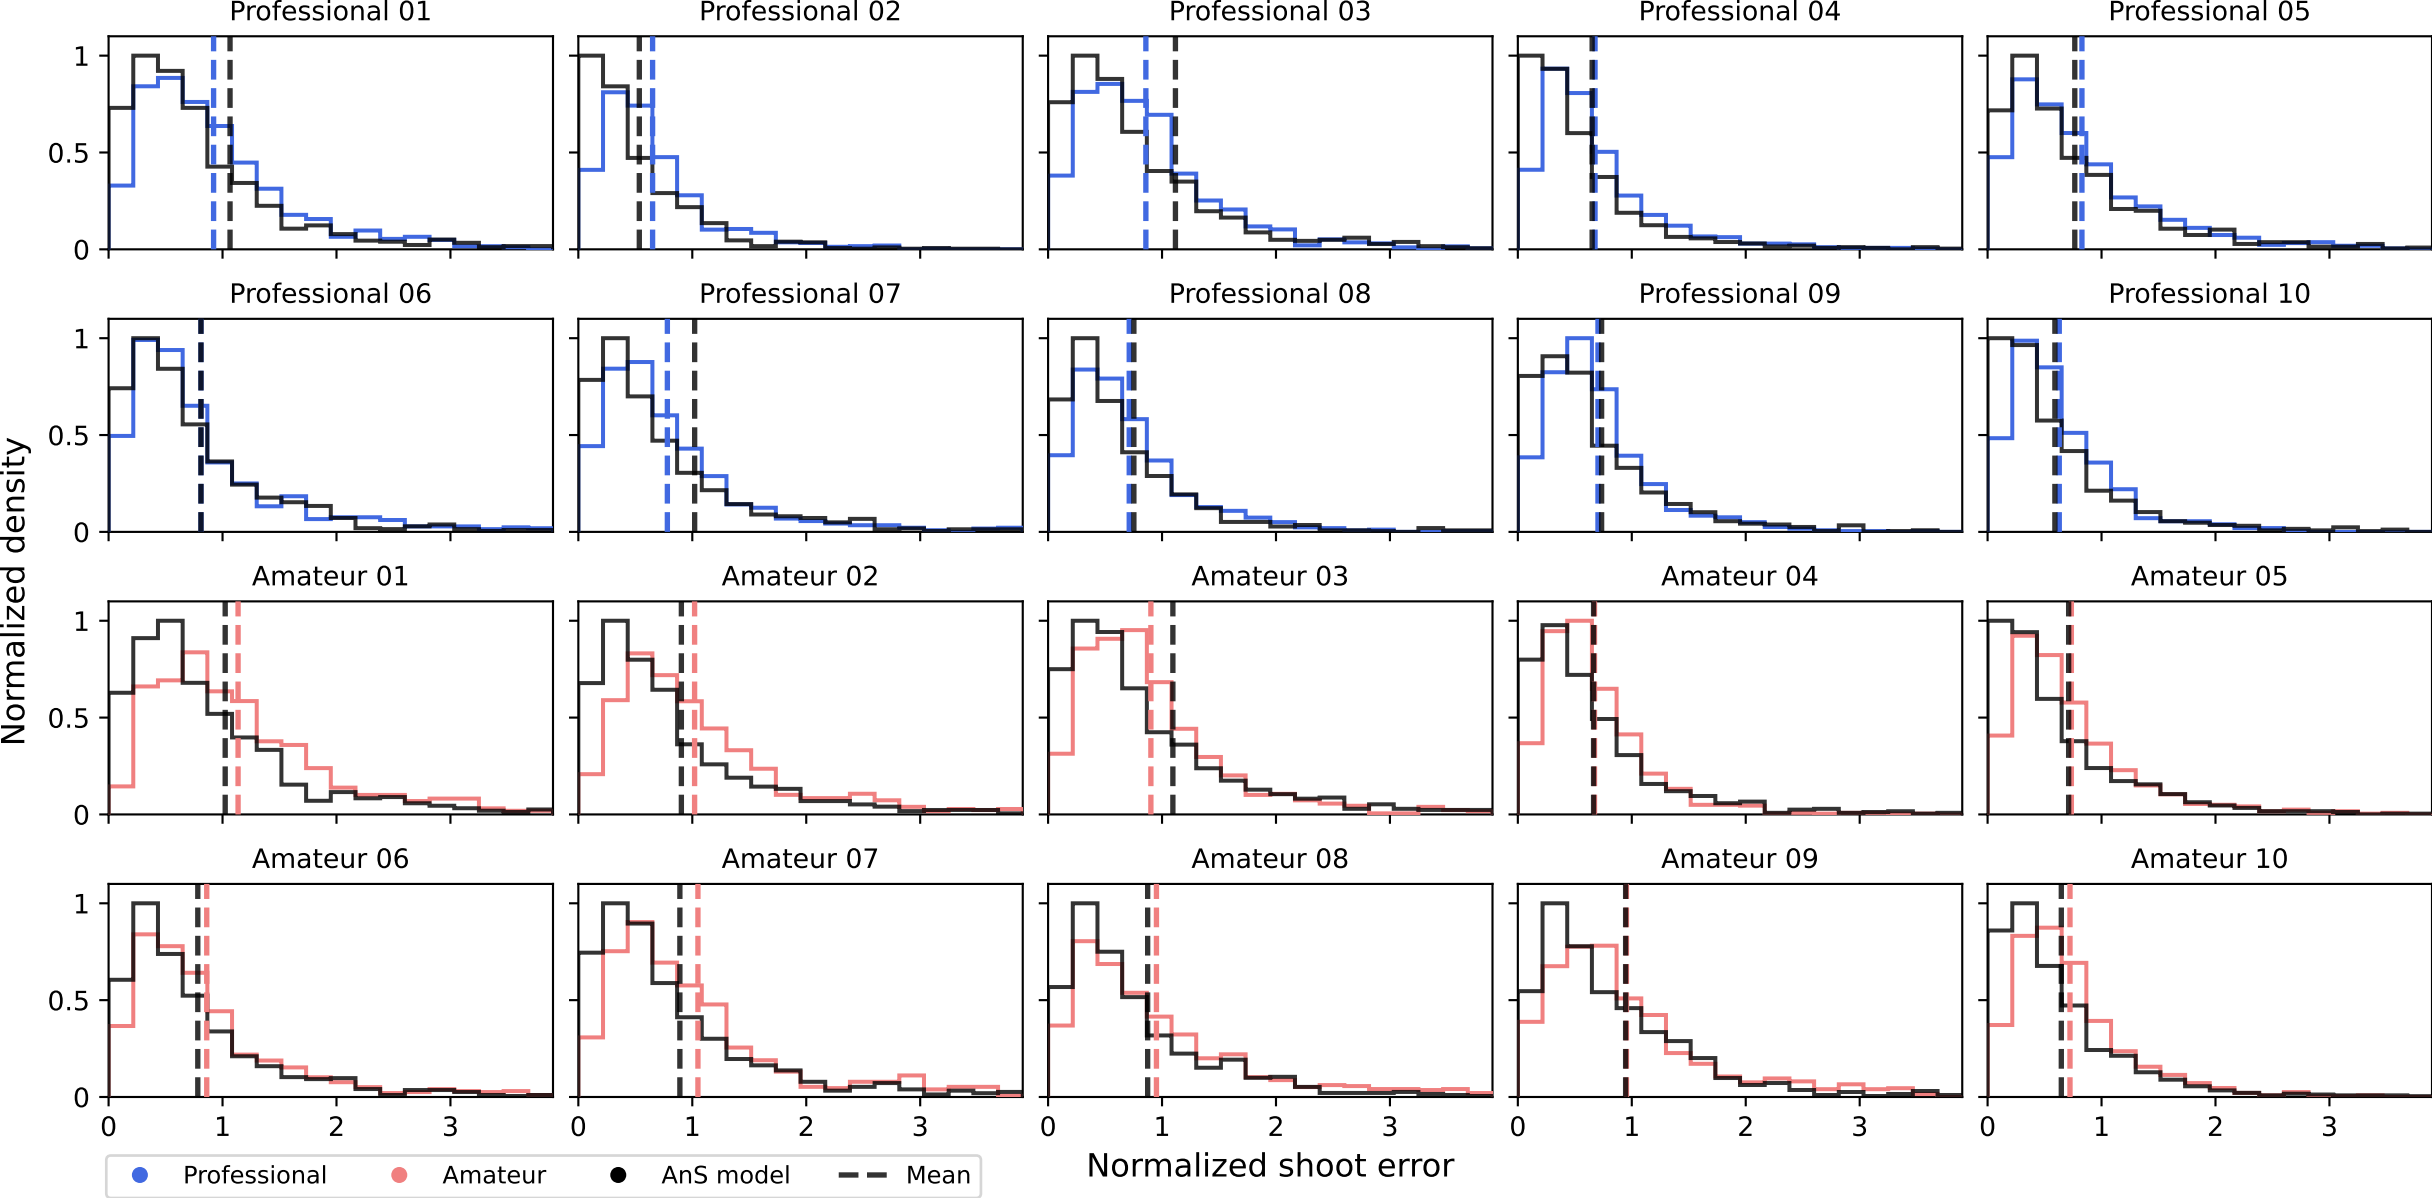 Professional 01 Professional 02 Professional 03 Professional 04 Professional 05
1
0.5
0
Professional 06 Professional 07 Professional 08 Professional 09 Professional 10
1
0.5
0
Normalized density
Amateur 01 Amateur 02 Amateur 03 Amateur 04 Amateur 05
1
0.5
0
Amateur 06 Amateur 07 Amateur 08 Amateur 09 Amateur 10
1
0.5
0
0 1 2 3 0 1 2 3 0 1 2 3 0 1 2 3 0 1 2 3
Normalized shoot error
Professional Amateur AnS model Mean